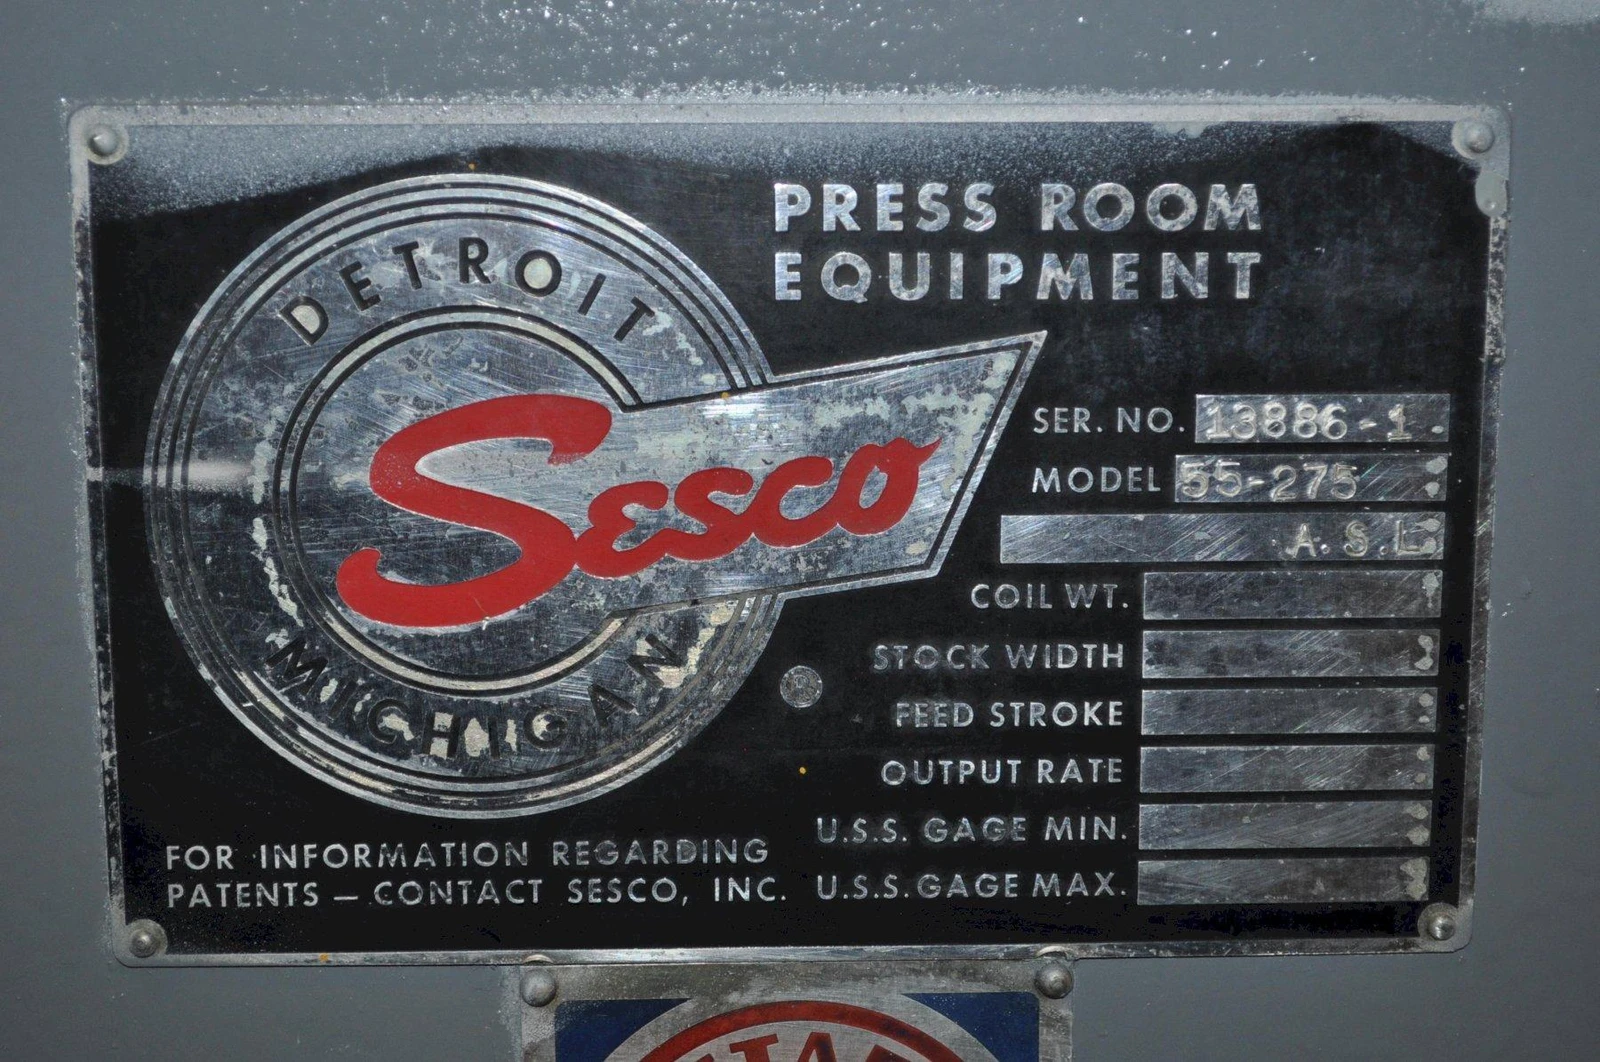 DETROIT
Sesco
MICHIGAN
PRESS ROOM
EQUIPMENT
SER. NO. 13886-1.
MODEL 55-275
A.S.L
COIL WT.
STOCK WIDTH
®
FEED STROKE
OUTPUT RATE
U.S.S. GAGE MIN.
U.S.S. GAGE MAX.
FOR INFORMATION REGARDING
PATENTS — CONTACT SESCO, INC.